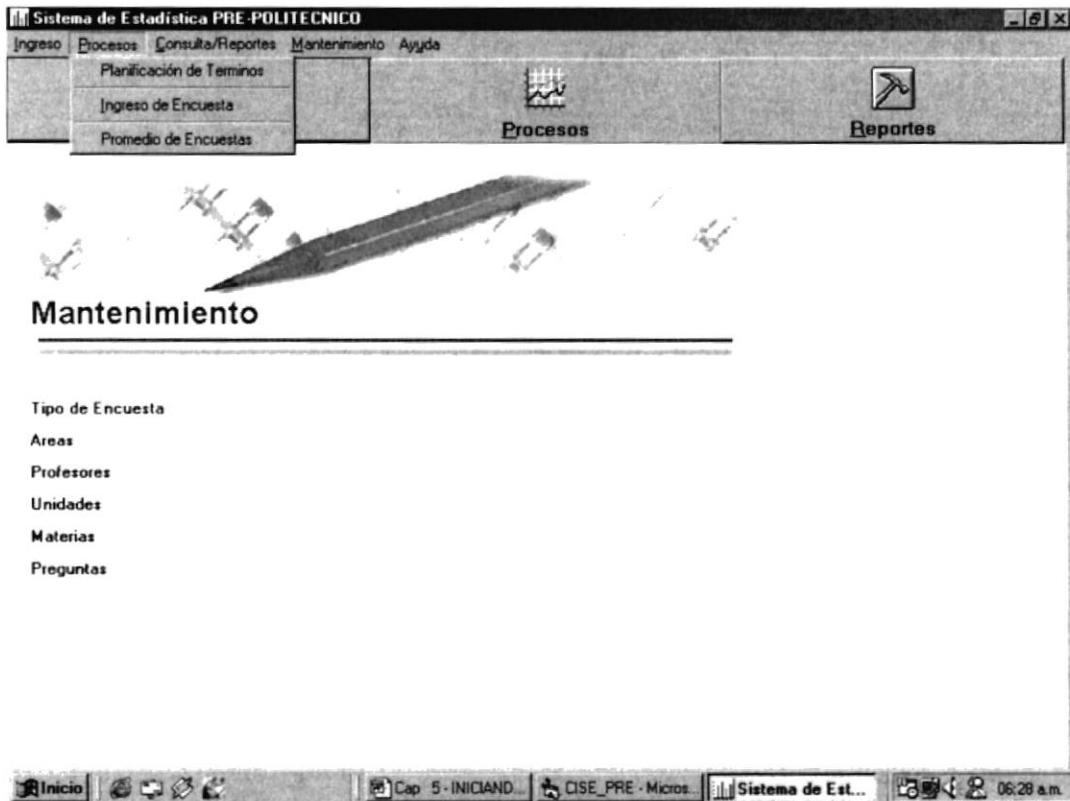 Sistema de Estadística PRE-POLITECNICO
Ingreso Procesos Consulta/Reportes Mantenimiento Ayuda
Planificación de Terminos
Ingreso de Encuesta
Promedio de Encuestas
Procesos
Reportes
Mantenimiento
Tipo de Encuesta
Areas
Profesores
Unidades
Materias
Preguntas
Inicio Cap 5 - INICIAND... CISE_PRE - Micros... Sistema de Est... 06:28 a.m.